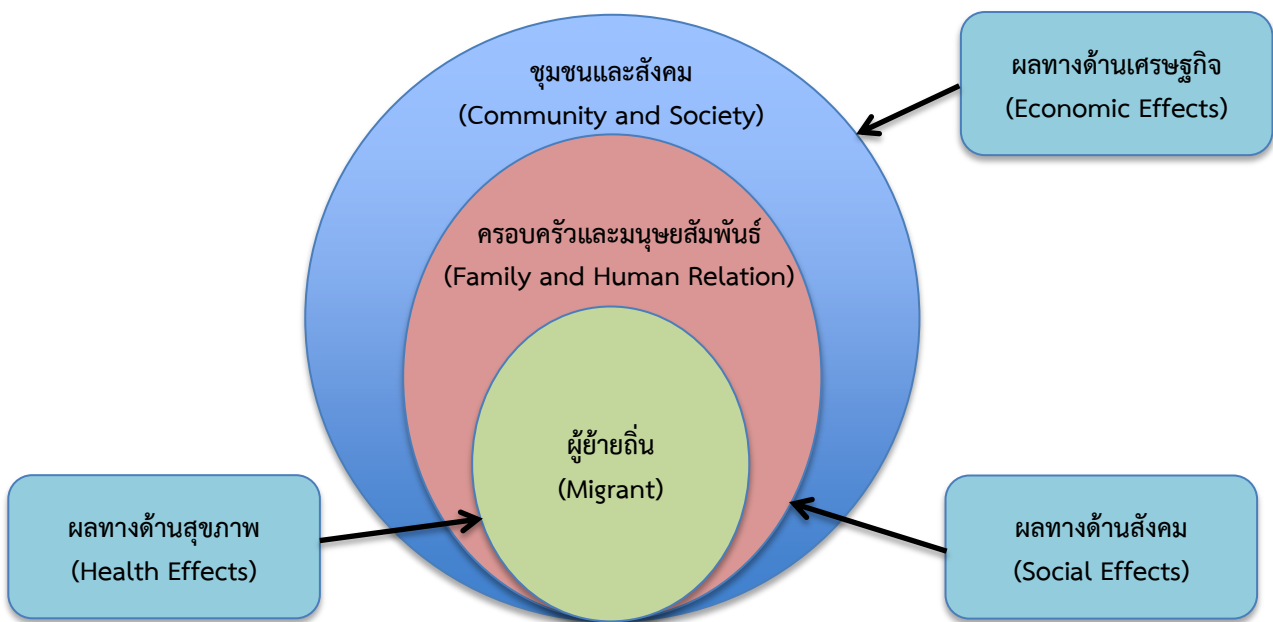 ชุมชนและสังคม
(Community and Society)
ผลทางด้านเศรษฐกิจ
(Economic Effects)
ครอบครัวและมนุษยสัมพันธ์
(Family and Human Relation)
ผู้ย้ายถิ่น
(Migrant)
ผลทางด้านสุขภาพ
(Health Effects)
ผลทางด้านสังคม
(Social Effects)